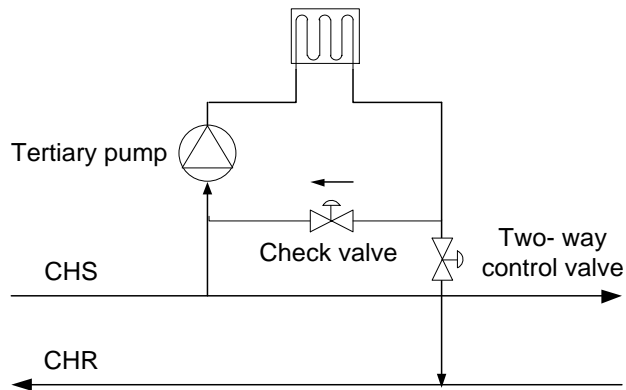 Tertiary pump
Check valve
Two- way
control valve
CHS
CHR